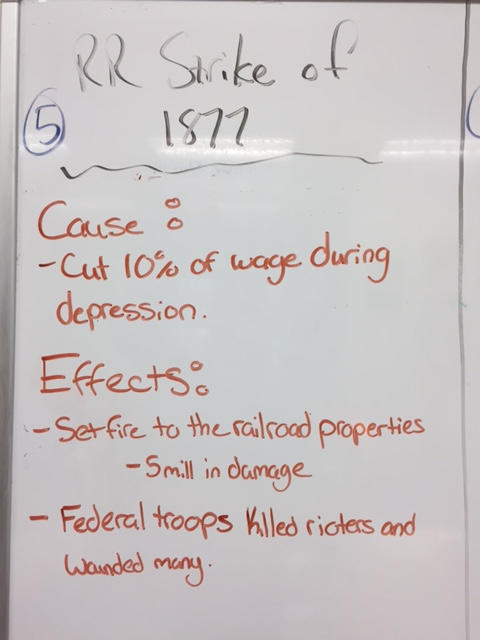 RR Strike of
5
1877
Cause:
- Cut 10% of wage during
depression.
Effects:
- Set fire to the railroad properties
- 5mill in damage
- Federal troops killed rioters and
wounded many.